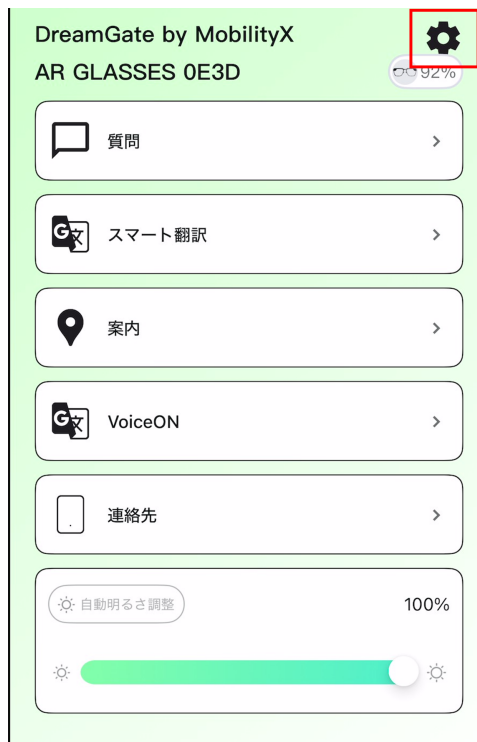 DreamGate by MobilityX
AR GLASSES 0E3D
92%
質問
スマート翻訳
案内
VoiceON
連絡先
自動明るさ調整
100%